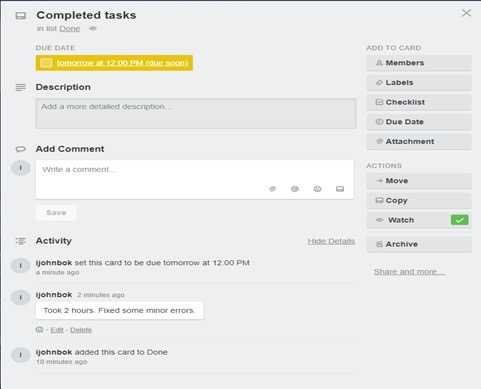 Completed tasks
in list Done
DUE DATE
tomorrow at 12:00 PM (due soon)
Description
Add a more detailed description...
Add Comment
I
Write a comment...
Save
Activity
Hide Details
I
ijohnbok set this card to be due tomorrow at 12:00 PM
a minute ago
I
ijohnbok 2 minutes ago
Took 2 hours. Fixed some minor errors.
- Edit - Delete
I
ijohnbok added this card to Done
10 minutes ago
ADD TO CARD
Members
Labels
Checklist
Due Date
Attachment
ACTIONS
Move
Copy
Watch
Archive
Share and more...